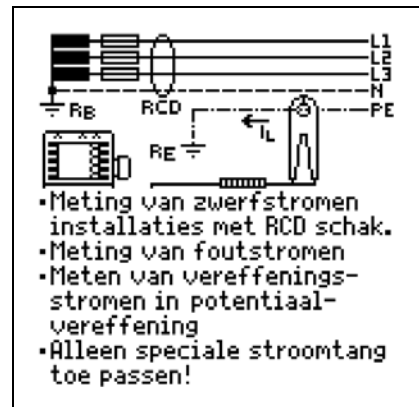 L1
L2
L3
N
RB
RCD
PE
RE
IL
•Meting van zwerfstromen
installaties met RCD schak.
•Meting van foutstromen
•Meten van vereffenings-
stromen in potentiaal-
vereffening
•Alleen speciale stroomtang
toe passen!